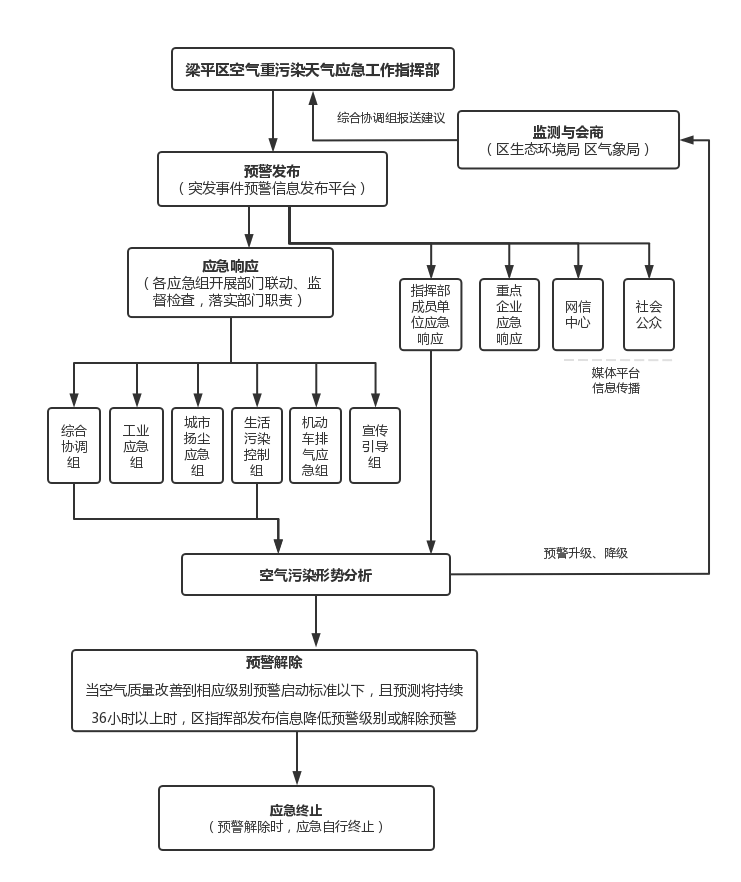 梁平区空气重污染天气应急工作指挥部
综合协调组报送建议
监测与会商
（区生态环境局 区气象局）
预警发布
（突发事件预警信息发布平台）
应急响应
（各应急组开展部门联动、监
督检查，落实部门职责）
指挥部
成员单
位应急
响应
重点
企业
应急
响应
网信
中心
社会
公众
媒体平台
信息传播
综合
协调
组
工业
应急
组
城市
扬尘
应急
组
生活
污染
控制
组
机动
车排
气应
急组
宣传
引导
组
预警升级、降级
空气污染形势分析
预警解除
当空气质量改善到相应级别预警启动标准以下，且预测将持续
36小时以上时，区指挥部发布信息降低预警级别或解除预警
应急终止
（预警解除时，应急自行终止）